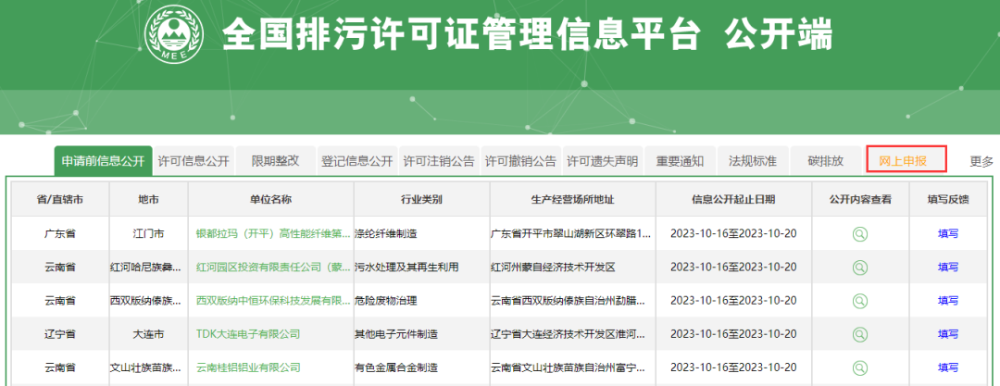 MEE
全国排污许可证管理信息平台 公开端
申请前信息公开 许可信息公开 限期整改 登记信息公开 许可注销公告 许可撤销公告 许可遗失声明 重要通知 法规标准 碳排放 网上申报 更多
省/直辖市 地市 单位名称 行业类别 生产经营场所地址 信息公开起止日期 公开内容查看 填写反馈
广东省 江门市 银都拉玛（开平）高性能纤维第... 涤纶纤维制造 广东省开平市翠山湖新区环翠路1... 2023-10-16至2023-10-20 填写
云南省 红河哈尼族彝... 红河园区投资有限责任公司（蒙... 污水处理及其再生利用 红河州蒙自经济技术开发区 2023-10-16至2023-10-20 填写
云南省 西双版纳傣族... 西双版纳中恒环保科技发展有限... 危险废物治理 云南省西双版纳傣族自治州勐腊... 2023-10-16至2023-10-20 填写
辽宁省 大连市 TDK大连电子有限公司 其他电子元件制造 辽宁省大连经济技术开发区淮河... 2023-10-16至2023-10-20 填写
云南省 文山壮族苗族... 云南桂铝铝业有限公司 有色金属合金制造 云南省文山壮族苗族自治州富宁... 2023-10-16至2023-10-20 填写